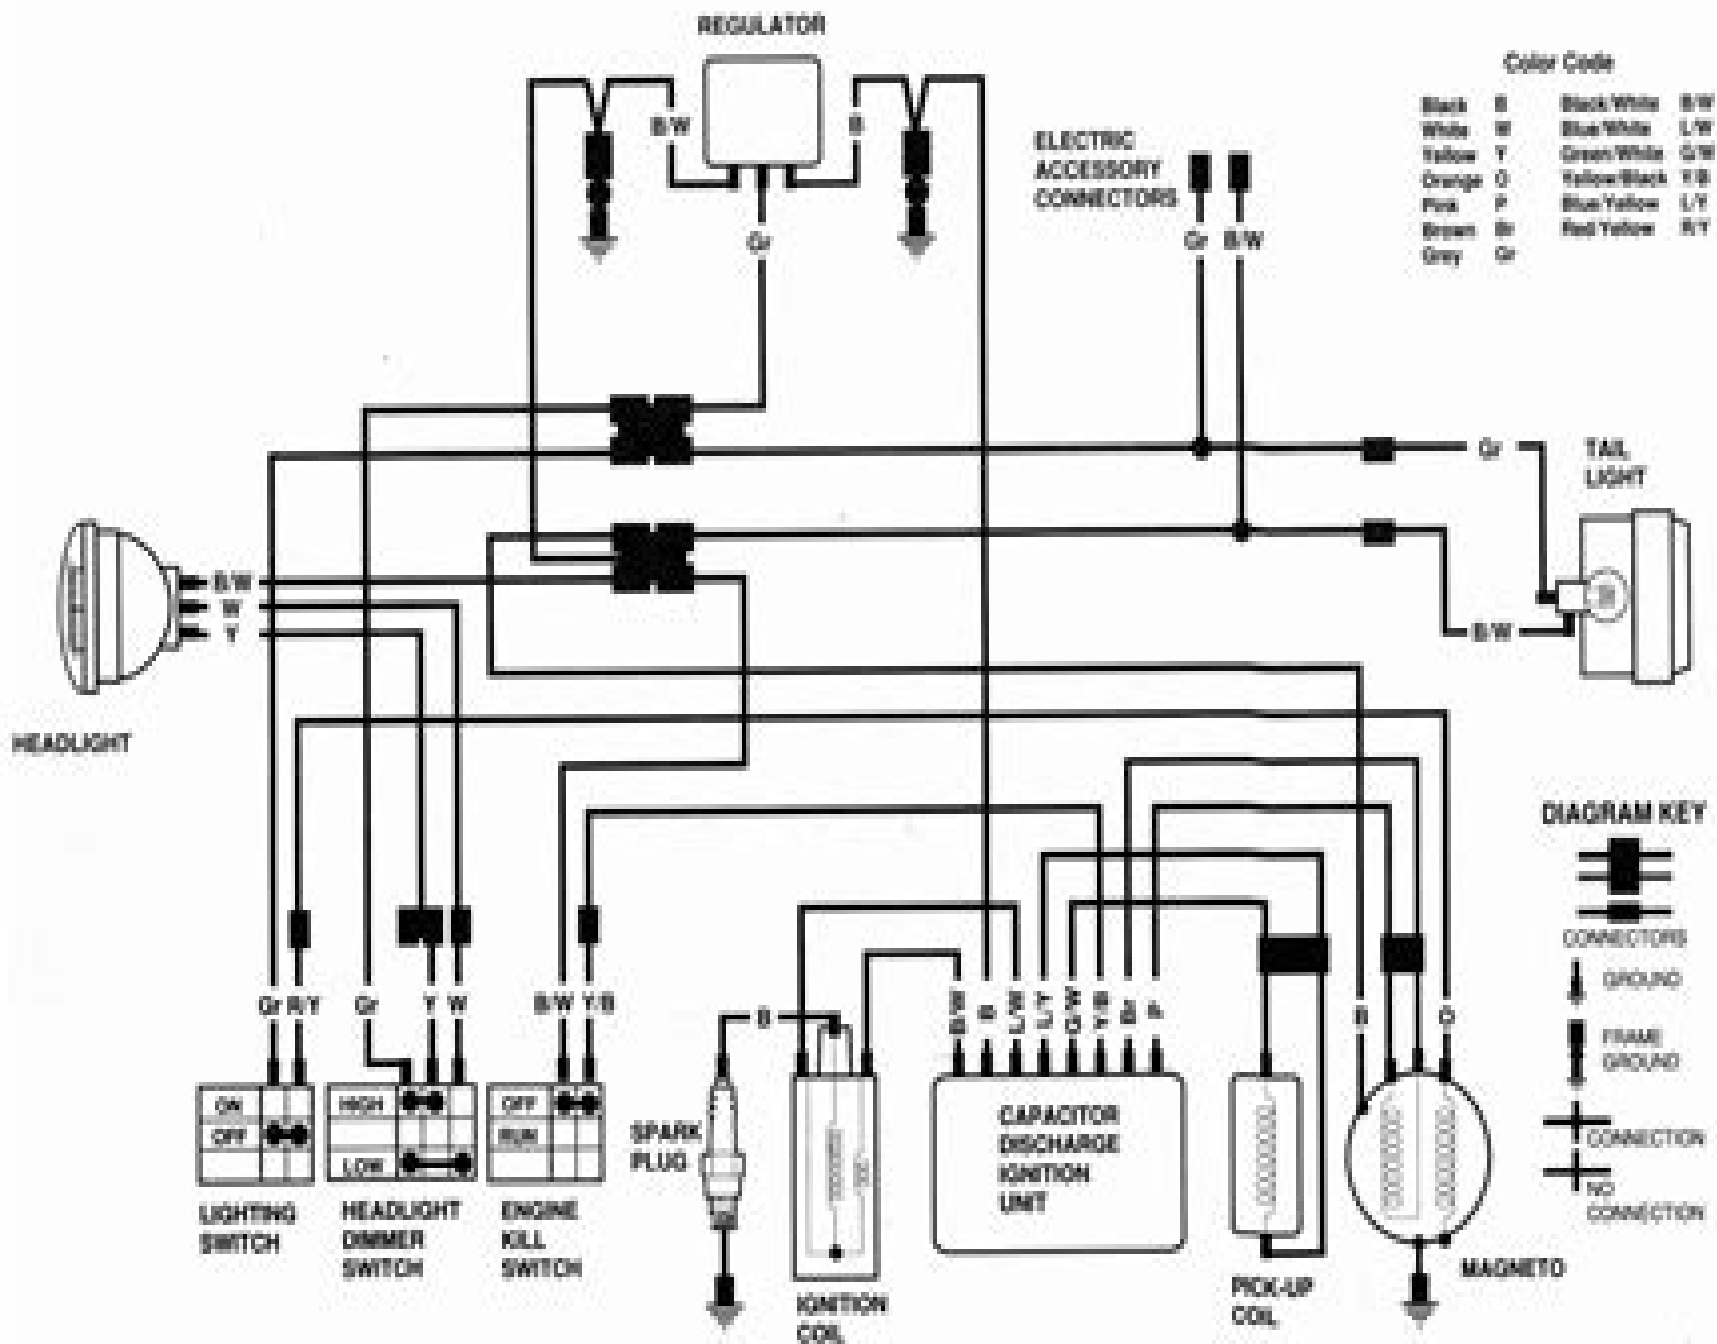 REGULATOR
Color Code
Black B Black/White B/W
White W Blue/White L/W
Yellow Y Green/White G/W
Orange O Yellow/Black Y/B
Pink P Blue/Yellow L/Y
Brown Br Red/Yellow R/Y
Gray Gr
B/W
B
ELECTRIC
ACCESSORY
CONNECTORS
Gr
Gr B/W
Gr
TAIL
LIGHT
B/W
W
Y
B/W
HEADLIGHT
DIAGRAM KEY
CONNECTORS
GROUND
FRAME
GROUND
CONNECTION
NO
CONNECTION
Gr R/Y Gr Y W B/W Y/B
B
B/W B L/W L/Y G/W Y/B Br P
B O
ON
OFF
LIGHTING
SWITCH
HIGH
LOW
HEADLIGHT
DIMMER
SWITCH
OFF
RUN
ENGINE
KILL
SWITCH
SPARK
PLUG
IGNITION
COIL
CAPACITOR
DISCHARGE
IGNITION
UNIT
PICK-UP
COIL
MAGNETO